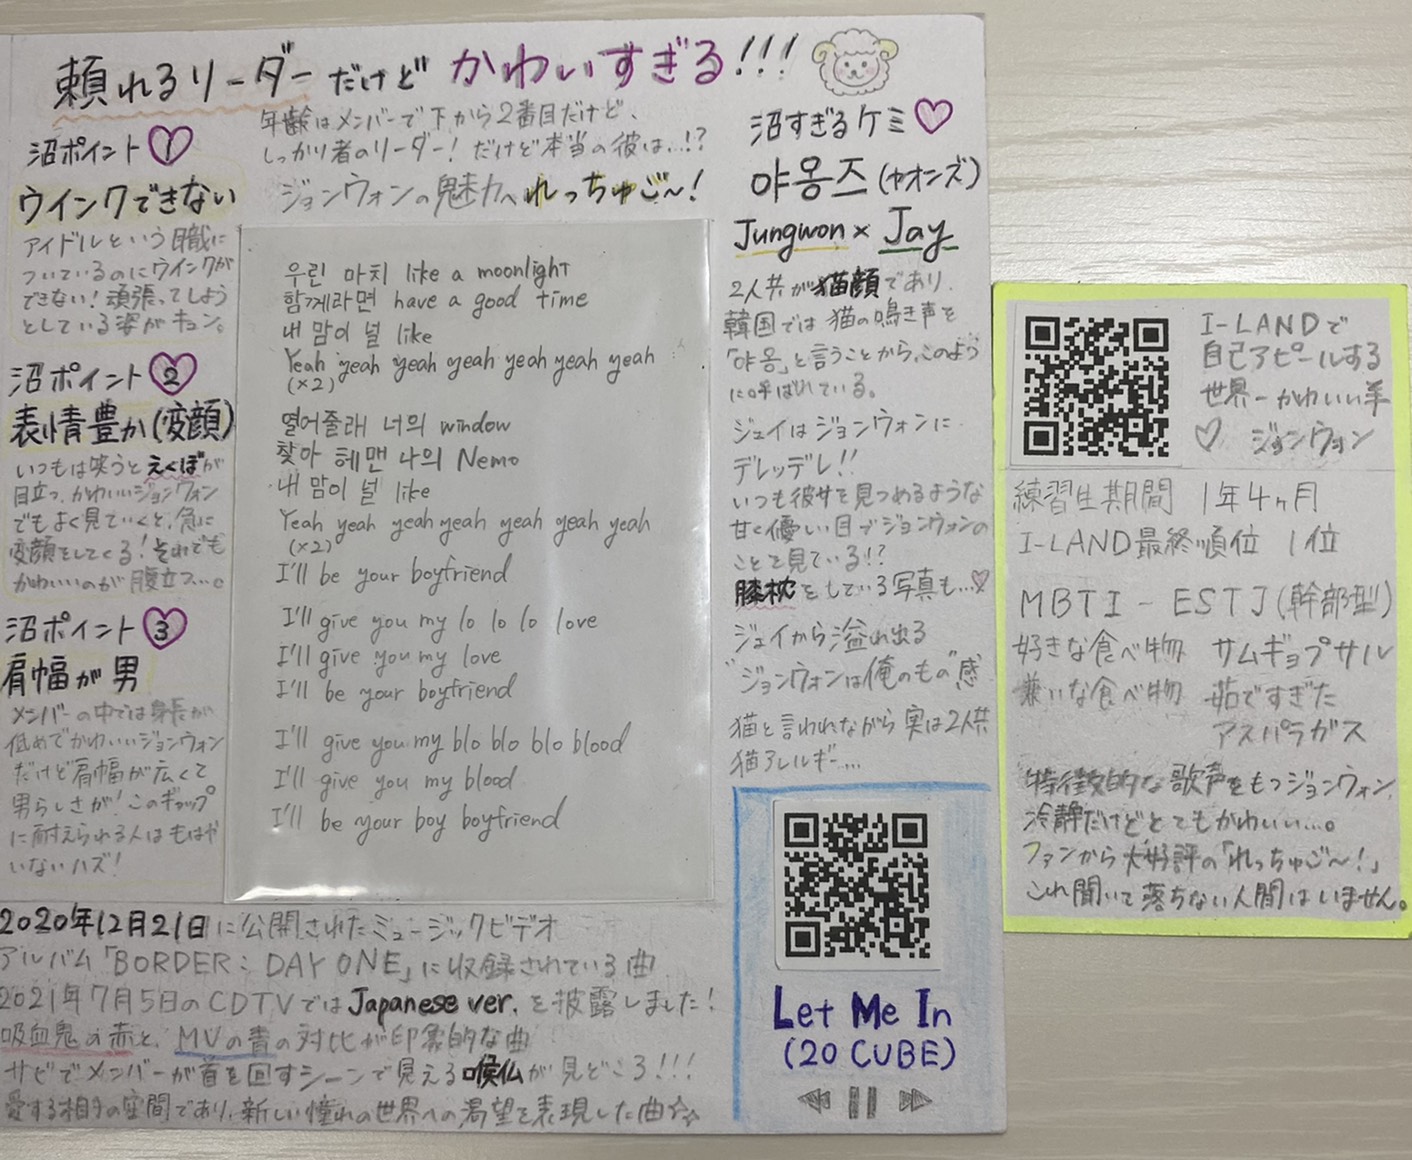 頼れるリーダーだけど かわいすぎる!!!
年齢はメンバーで下から2番目だけど、
しっかり者のリーダー! だけど本当の彼は…!?
ジョンウォンの魅力へれっちゅご〜!
沼ポイント 1
ウインクできない
アイドルという職に
ついているのにウインクが
できない! 頑張ってしよう
としている姿がキュン。
沼ポイント 2
表情豊か(変顔)
いつもは笑うとえくぼが
目立つ、かわいいジョンウォン
でもよく見ていくと、急に
変顔をしてくる! それでも
かわいいのが腹立つ…。
沼ポイント 3
肩幅が男
メンバーの中では身長が
低めでかわいいジョンウォン
だけど肩幅が広くて
男らしさが! このギャップ
に耐えられる人はもはや
いないハズ!
우린 마치 like a moonlight
함께라면 have a good time
내 맘이 널 like
Yeah yeah yeah yeah yeah yeah yeah
(×2)
열어줄래 너의 window
찾아 헤맨 나의 Nemo
내 맘이 널 like
Yeah yeah yeah yeah yeah yeah yeah
(×2)
I'll be your boyfriend
I'll give you my lo lo lo love
I'll give you my love
I'll be your boyfriend
I'll give you my blo blo blo blood
I'll give you my blood
I'll be your boy boyfriend
沼すぎるケミ♡
야옹즈(ヤオンズ)
Jungwon × Jay
2人共が猫顔であり、
韓国では猫の鳴き声を
「야옹」と言うことから、このよう
に呼ばれている。
ジェイはジョンウォンに
デレッデレ!!
いつも彼女を見つめるような
甘く優しい目でジョンウォンの
ことを見ている!?
膝枕をしている写真も…♡
ジェイから溢れ出る
"ジョンウォンは俺のもの"感
猫と言われながら実は2人共
猫アレルギー…
Let Me In
(20 CUBE)
2020年12月21日に公開されたミュージックビデオ
アルバム「BORDER : DAY ONE」に収録されている曲
2021年7月5日のCDTVではJapanese ver.を披露しました!
吸血鬼の赤と、MVの青の対比が印象的な曲
サビでメンバーが首を回すシーンで見える喉仏が見どころ!!!
愛する相手の空間であり、新しい憧れの世界への渇望を表現した曲☆☆
I-LANDで
自己アピールする
世界一かわいい羊
♡ ジョンウォン
練習生期間 1年4ヶ月
I-LAND最終順位 1位
MBTI - ESTJ(幹部型)
好きな食べ物 サムギョプサル
嫌いな食べ物 茹ですぎた
アスパラガス
特徴的な歌声をもつジョンウォン、
冷静だけどとてもかわいい…。
ファンから大好評の「れっちゅご〜!」
これ聞いて落ちない人間はいません。